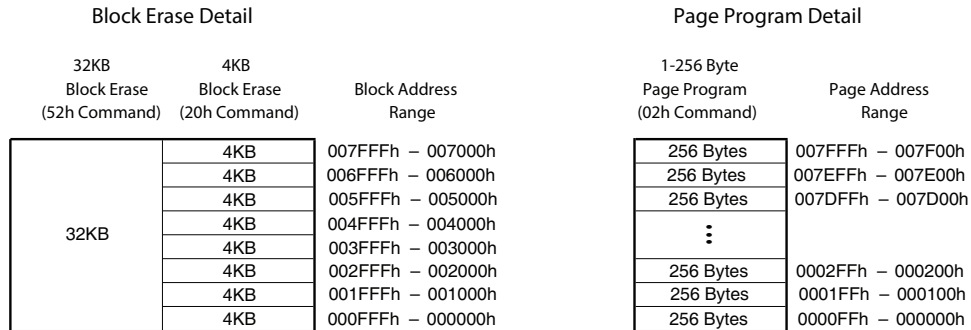 Block Erase Detail Page Program Detail
32KB 4KB 1-256 Byte
Block Erase Block Erase Block Address Page Program Page Address
(52h Command) (20h Command) Range (02h Command) Range
4KB 007FFFh – 007000h 256 Bytes 007FFFh – 007F00h
4KB 006FFFh – 006000h 256 Bytes 007EFFh – 007E00h
4KB 005FFFh – 005000h 256 Bytes 007DFFh – 007D00h
4KB 004FFFh – 004000h
32KB
4KB 003FFFh – 003000h
4KB 002FFFh – 002000h 256 Bytes 0002FFh – 000200h
4KB 001FFFh – 001000h 256 Bytes 0001FFh – 000100h
4KB 000FFFh – 000000h 256 Bytes 0000FFh – 000000h